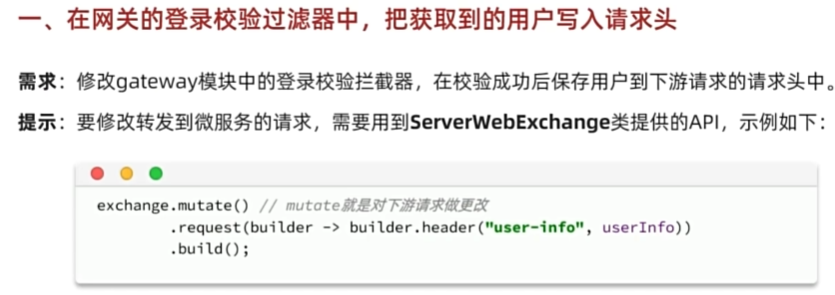 一、在网关的登录校验过滤器中，把获取到的用户写入请求头
需求：修改gateway模块中的登录校验拦截器，在校验成功后保存用户到下游请求的请求头中。
提示：要修改转发到微服务的请求，需要用到ServerWebExchange类提供的API，示例如下：
exchange.mutate() // mutate就是对下游请求做更改
.request(builder -> builder.header("user-info", userInfo))
.build();